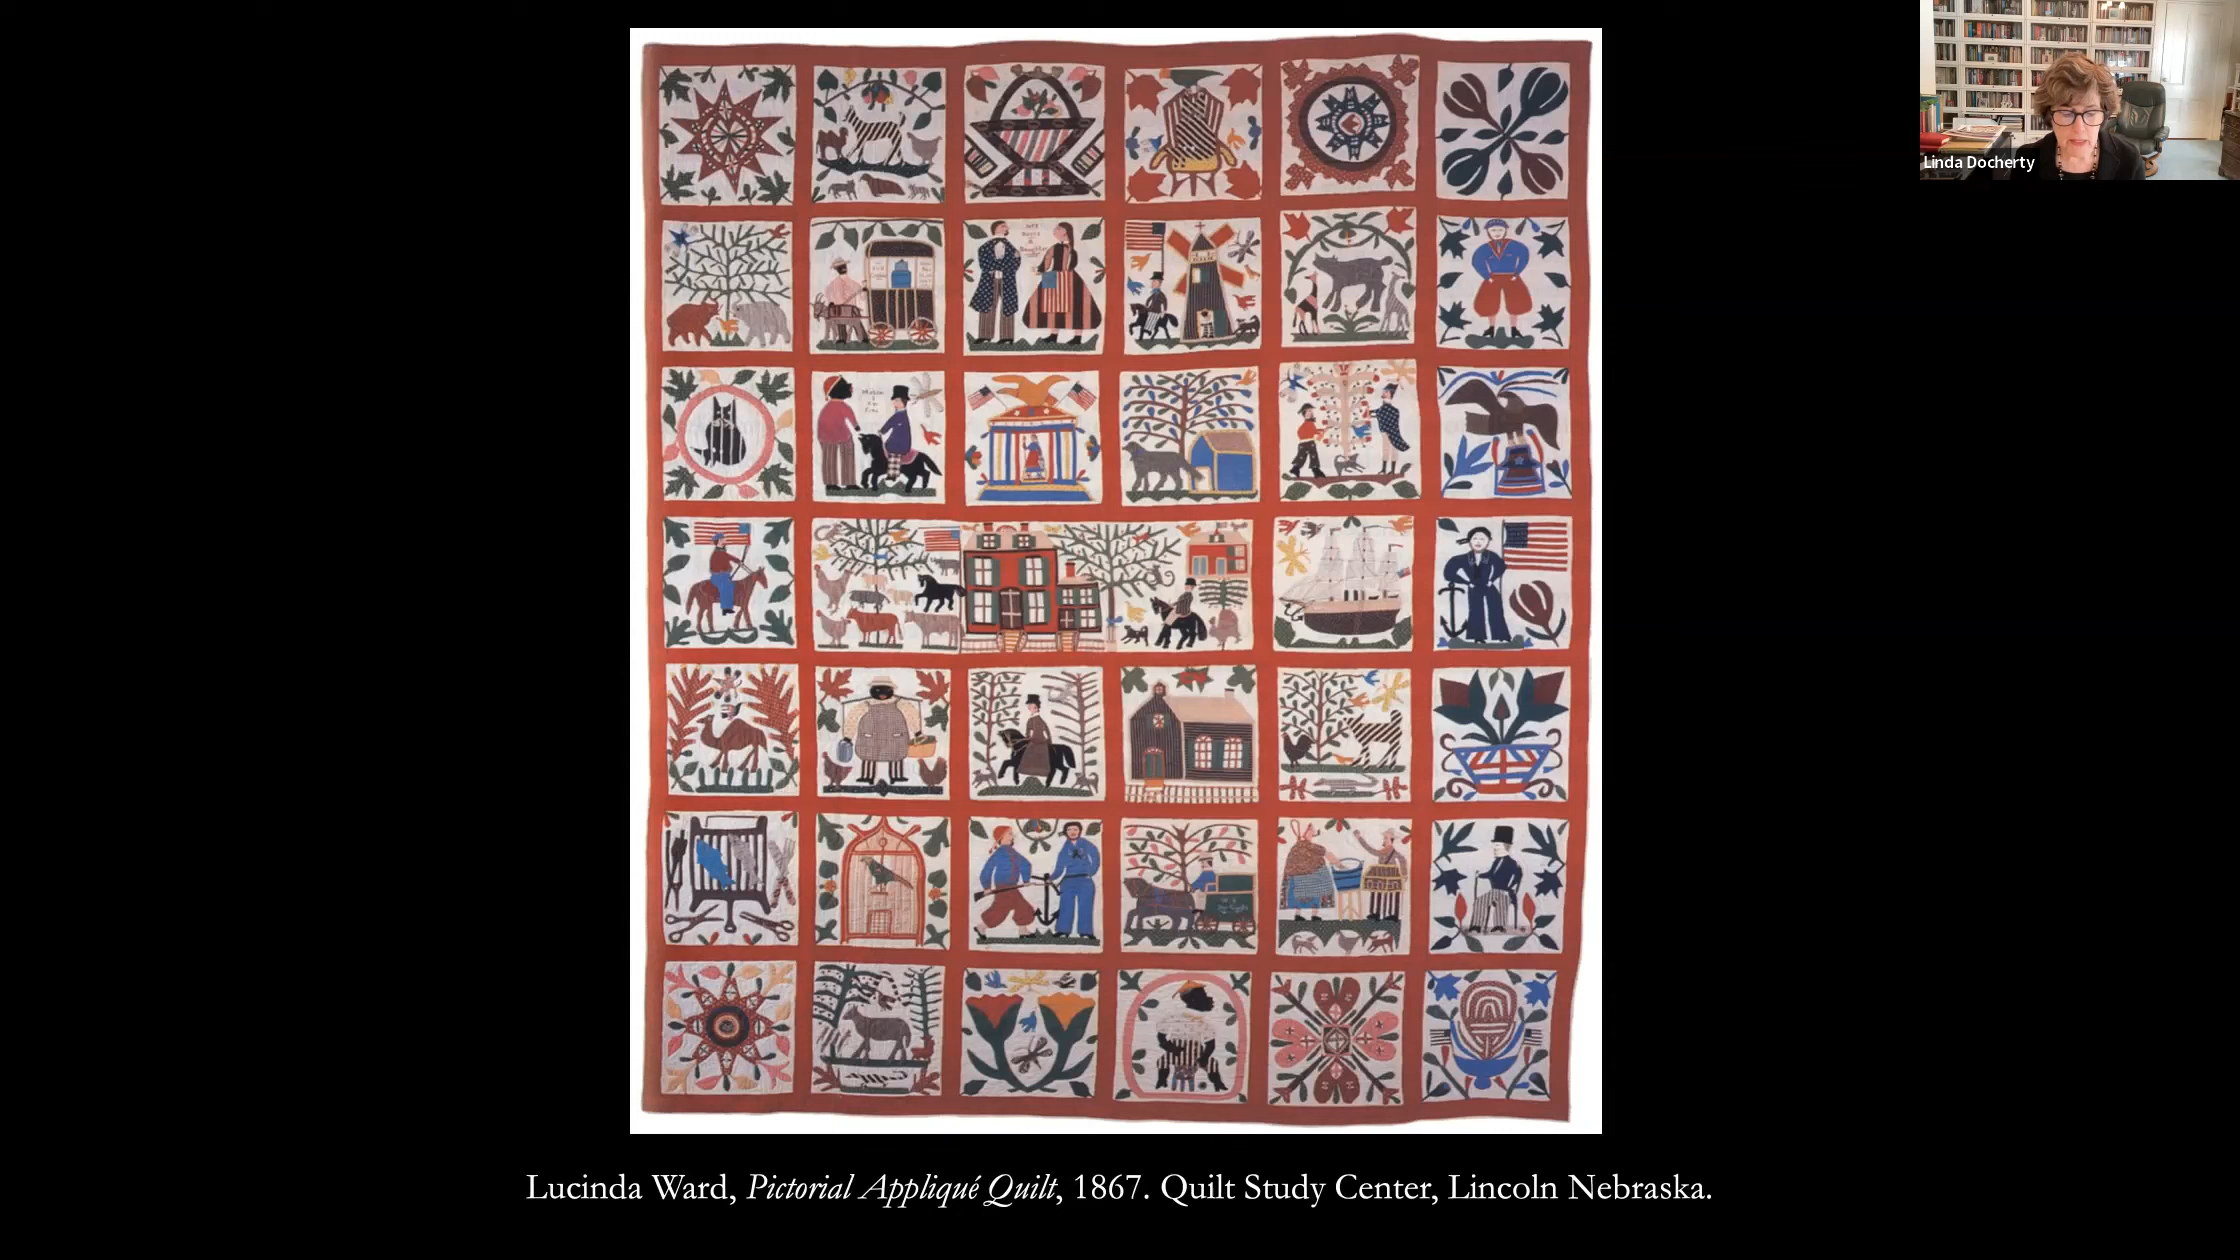 Linda Docherty
Lucinda Ward, Pictorial Appliqué Quilt, 1867. Quilt Study Center, Lincoln Nebraska.